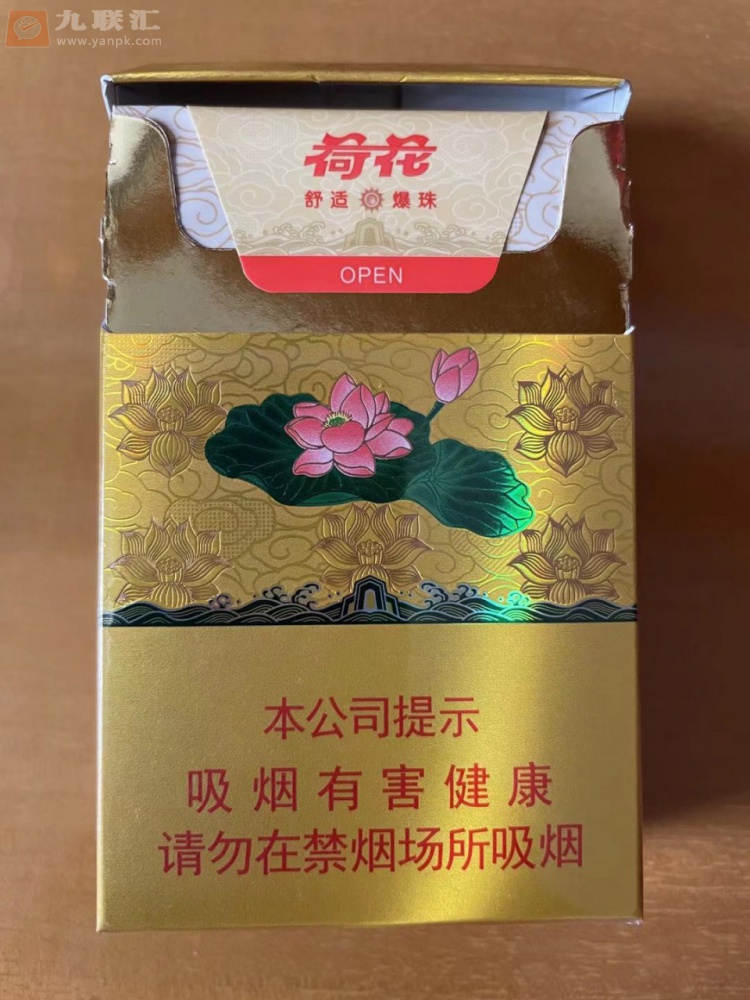 九联汇
www.yanpk.com
荷花
舒适 爆珠
OPEN
本公司提示
吸烟有害健康
请勿在禁烟场所吸烟